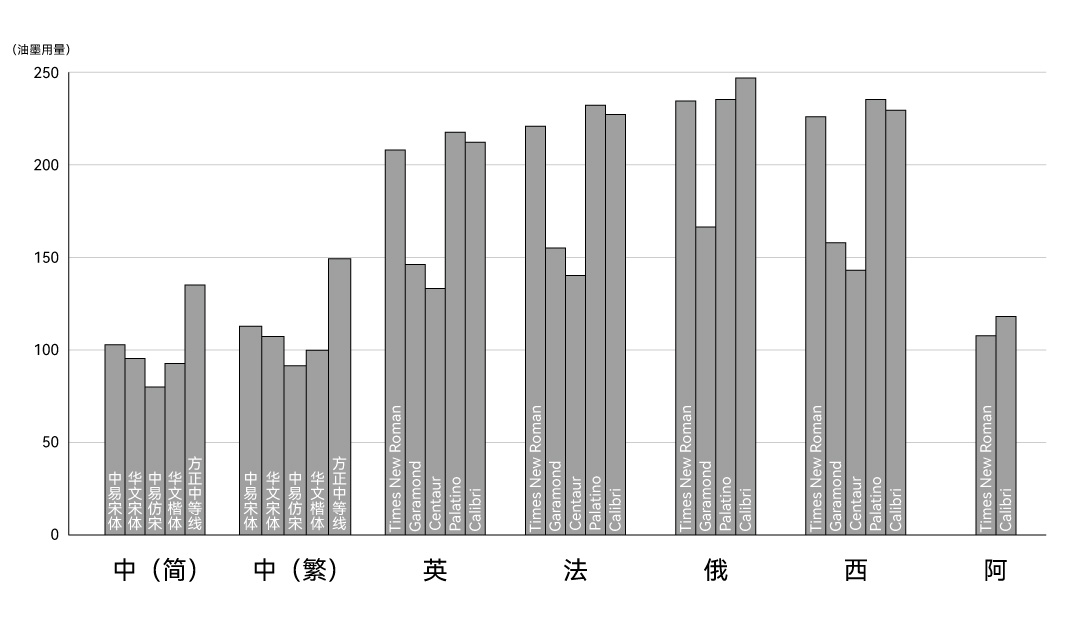 （油墨用量）
250
200
150
100
50
0
中易宋体
华文宋体
中易仿宋
华文楷体
方正中等线
中易宋体
华文宋体
中易仿宋
华文楷体
方正中等线
Times New Roman
Garamond
Centaur
Palatino
Calibri
Times New Roman
Garamond
Centaur
Palatino
Calibri
Times New Roman
Garamond
Palatino
Calibri
Times New Roman
Garamond
Centaur
Palatino
Calibri
Times New Roman
Calibri
中（简）
中（繁）
英
法
俄
西
阿